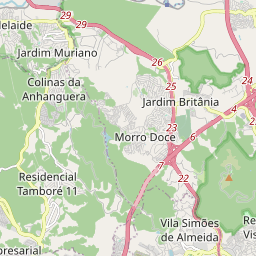 elaide
29
29
26
24
Jardim Muriano
25
Colinas da
Anhanguera
Jardim Britânia
4
6
23
Morro Doce
7
22
Residencial
Tamboré 11
Vila Simões
de Almeida
Re
Vis
presarial